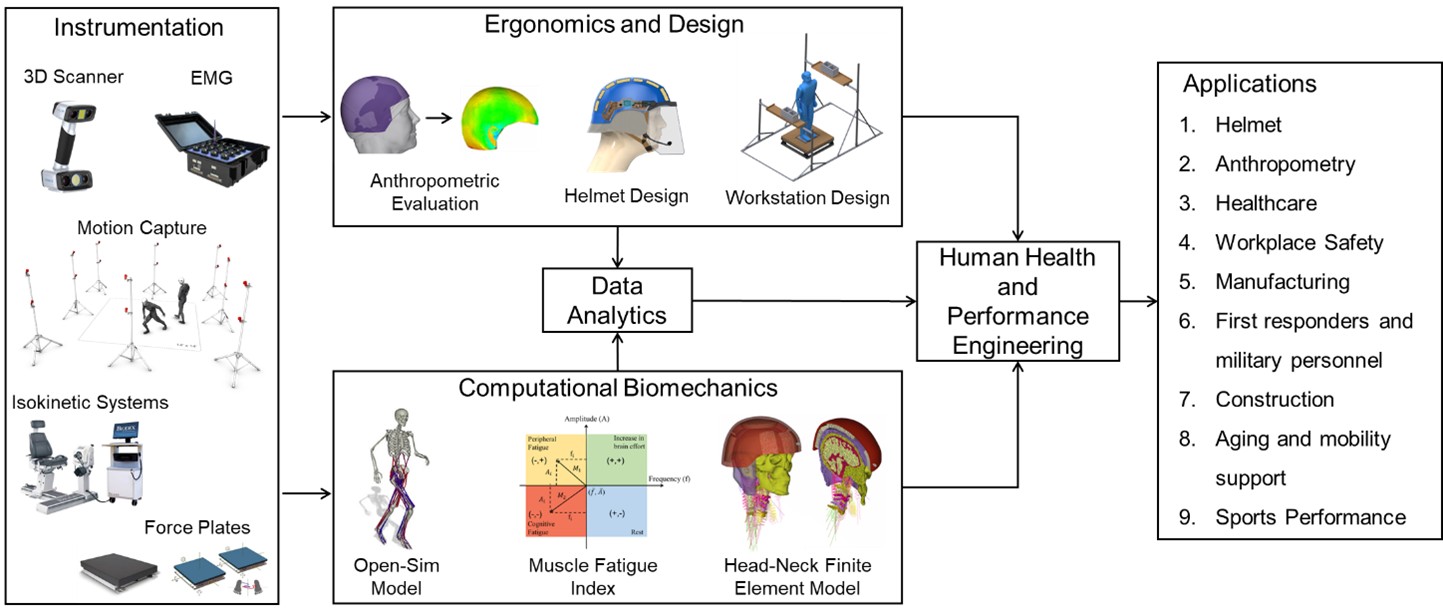 Instrumentation
3D Scanner
EMG
Motion Capture
Isokinetic Systems
Force Plates
Ergonomics and Design
Anthropometric
Evaluation
Helmet Design
Workstation Design
Data
Analytics
Computational Biomechanics
Open-Sim
Model
Amplitude (A)
Peripheral
Fatigue
Increase in
brain effort
(-,+)
(+,+)
Frequency (f)
(-,-)
(+,-)
Cognitive
Fatigue
Rest
Muscle Fatigue
Index
Head-Neck Finite
Element Model
Human Health
and
Performance
Engineering
Applications
1. Helmet
2. Anthropometry
3. Healthcare
4. Workplace Safety
5. Manufacturing
6. First responders and
military personnel
7. Construction
8. Aging and mobility
support
9. Sports Performance